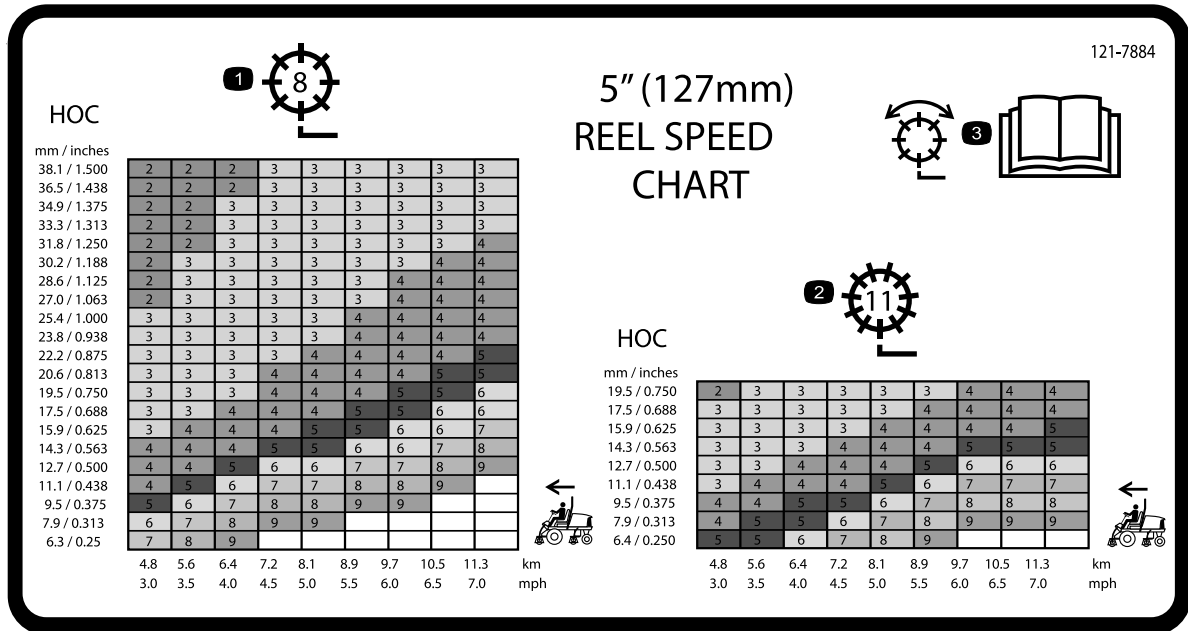 121-7884
5” (127mm)
REEL SPEED
CHART
3
1
8
HOC
mm / inches
38.1 / 1.500 2 2 2 3 3 3 3 3 3
36.5 / 1.438 2 2 2 3 3 3 3 3 3
34.9 / 1.375 2 2 3 3 3 3 3 3 3
33.3 / 1.313 2 2 3 3 3 3 3 3 3
31.8 / 1.250 2 2 3 3 3 3 3 3 4
30.2 / 1.188 2 3 3 3 3 3 3 4 4
28.6 / 1.125 2 3 3 3 3 3 4 4 4
27.0 / 1.063 2 3 3 3 3 3 4 4 4
25.4 / 1.000 3 3 3 3 3 4 4 4 4
23.8 / 0.938 3 3 3 3 3 4 4 4 4
22.2 / 0.875 3 3 3 3 4 4 4 4 5
20.6 / 0.813 3 3 3 4 4 4 4 5 5
19.5 / 0.750 3 3 3 4 4 4 5 5 6
17.5 / 0.688 3 3 4 4 4 5 5 6 6
15.9 / 0.625 3 4 4 4 5 5 6 6 7
14.3 / 0.563 4 4 4 5 5 6 6 7 8
12.7 / 0.500 4 4 5 6 6 7 7 8 9
11.1 / 0.438 4 5 6 7 7 8 8 9
9.5 / 0.375 5 6 7 8 8 9 9
7.9 / 0.313 6 7 8 9 9
6.3 / 0.25 7 8 9
4.8 5.6 6.4 7.2 8.1 8.9 9.7 10.5 11.3 km
3.0 3.5 4.0 4.5 5.0 5.5 6.0 6.5 7.0 mph
2
11
HOC
mm / inches
19.5 / 0.750 2 3 3 3 3 3 4 4 4
17.5 / 0.688 3 3 3 3 3 4 4 4 4
15.9 / 0.625 3 3 3 3 4 4 4 4 5
14.3 / 0.563 3 3 3 4 4 4 5 5 5
12.7 / 0.500 3 3 4 4 4 5 6 6 6
11.1 / 0.438 3 4 4 4 5 6 7 7 7
9.5 / 0.375 4 4 5 5 6 7 8 8 8
7.9 / 0.313 4 5 5 6 7 8 9 9 9
6.4 / 0.250 5 5 6 7 8 9
4.8 5.6 6.4 7.2 8.1 8.9 9.7 10.5 11.3 km
3.0 3.5 4.0 4.5 5.0 5.5 6.0 6.5 7.0 mph